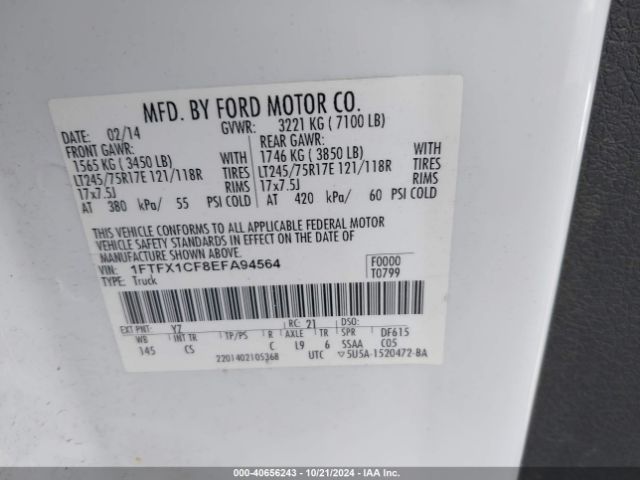 MFD. BY FORD MOTOR CO.
DATE: 02/14 GVWR: 3221 KG ( 7100 LB)
FRONT GAWR: REAR GAWR:
1565 KG ( 3450 LB) WITH 1746 KG ( 3850 LB) WITH
LT245/75R17E 121/118R TIRES LT245/75R17E 121/118R TIRES
17x7.5J RIMS 17x7.5J RIMS
AT 380 kPa/ 55 PSI COLD AT 420 kPa/ 60 PSI COLD
THIS VEHICLE CONFORMS TO ALL APPLICABLE FEDERAL MOTOR
VEHICLE SAFETY STANDARDS IN EFFECT ON THE DATE OF
MANUFACTURE SHOWN ABOVE.
VIN: 1FTFX1CF8EFA94564 F0000
TYPE: Truck T0799
EXT PNT: YZ RC: 21 DSO:
WB INT TR TP/PS R AXLE TR SPR DF615
145 CS C L9 6 SSAA C05
2201402105368 UTC ▽5U5A-1520472-BA
000-40656243 - 10/21/2024 - IAAI.COM